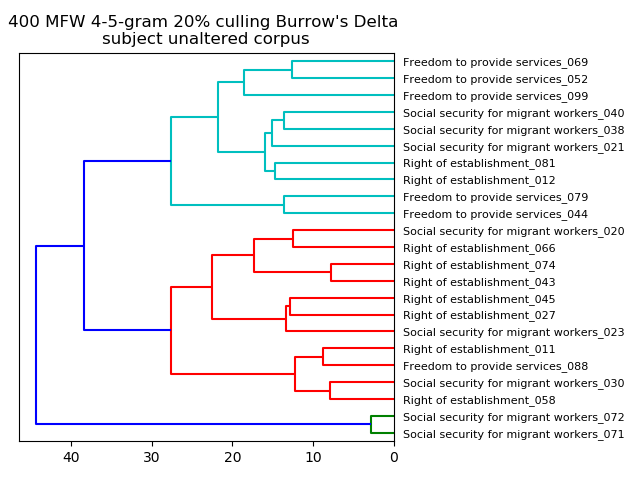 400 MFW 4-5-gram 20% culling Burrow's Delta
subject unaltered corpus
Freedom to provide services_069
Freedom to provide services_052
Freedom to provide services_099
Social security for migrant workers_040
Social security for migrant workers_038
Social security for migrant workers_021
Right of establishment_081
Right of establishment_012
Freedom to provide services_079
Freedom to provide services_044
Social security for migrant workers_020
Right of establishment_066
Right of establishment_074
Right of establishment_043
Right of establishment_045
Right of establishment_027
Social security for migrant workers_023
Right of establishment_011
Freedom to provide services_088
Social security for migrant workers_030
Right of establishment_058
Social security for migrant workers_072
Social security for migrant workers_071
40 30 20 10 0